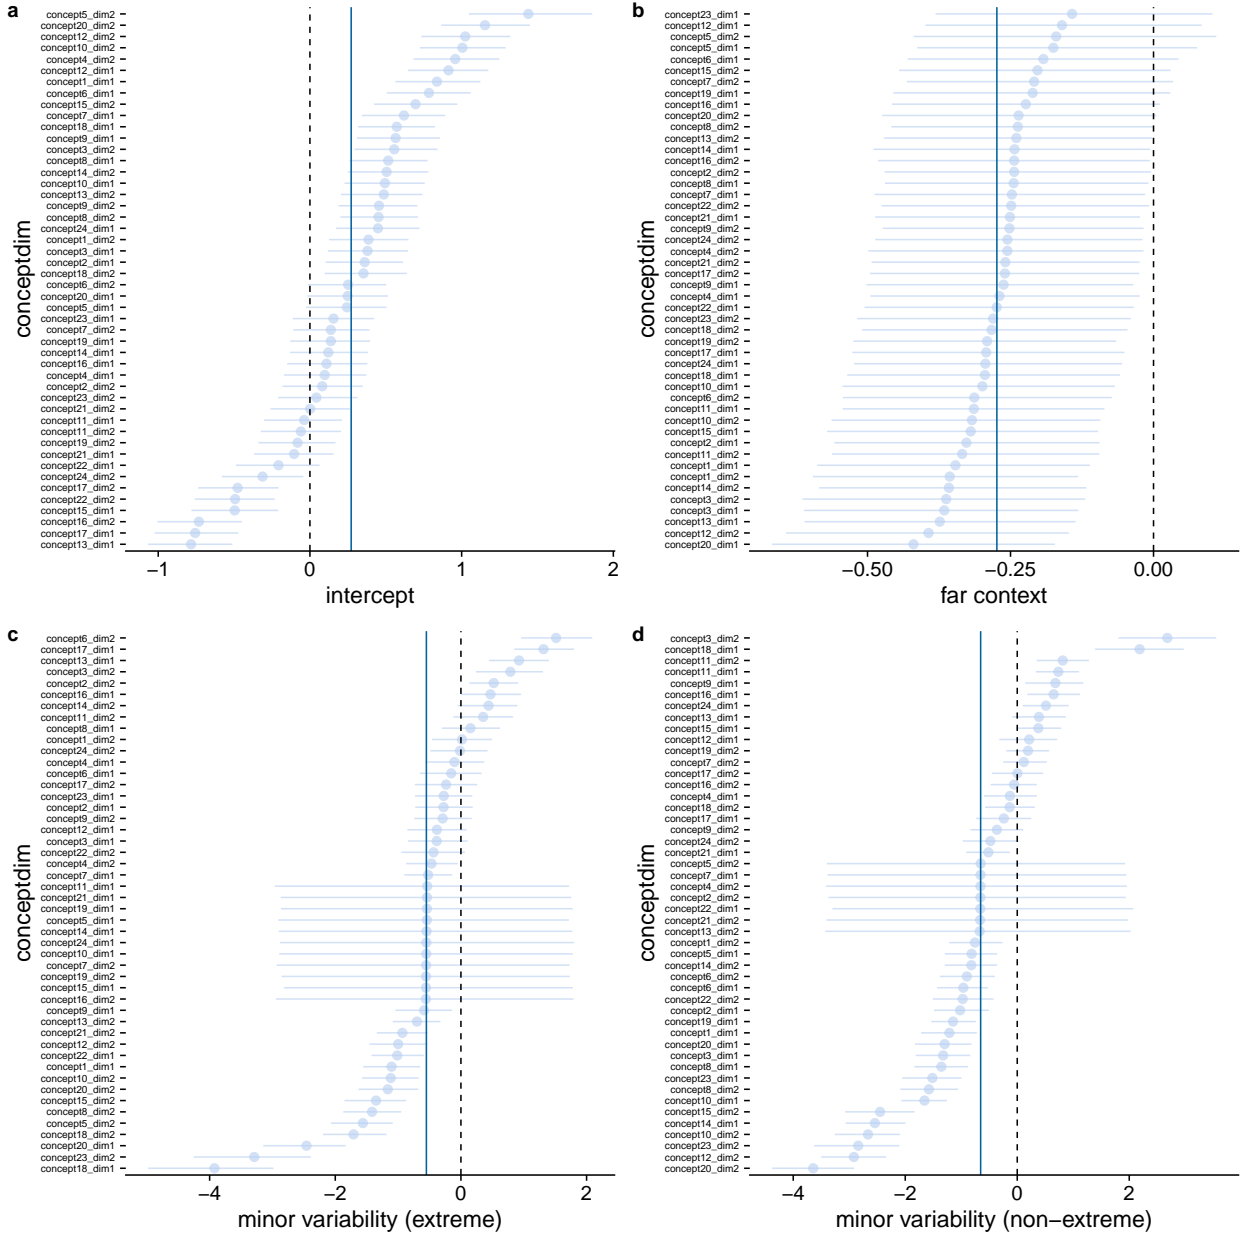 a
concept5_dim2
concept20_dim2
concept12_dim2
concept10_dim2
concept4_dim2
concept12_dim1
concept1_dim1
concept6_dim1
concept15_dim2
concept7_dim1
concept18_dim1
concept9_dim1
concept3_dim2
concept8_dim1
concept14_dim2
concept10_dim1
concept13_dim2
concept9_dim2
concept8_dim2
concept24_dim1
concept1_dim2
concept3_dim1
concept2_dim1
concept18_dim2
concept6_dim2
concept20_dim1
concept5_dim1
concept23_dim1
concept7_dim2
concept19_dim1
concept14_dim1
concept16_dim1
concept4_dim1
concept2_dim2
concept23_dim2
concept21_dim2
concept11_dim1
concept11_dim2
concept19_dim2
concept21_dim1
concept22_dim1
concept24_dim2
concept17_dim2
concept22_dim2
concept15_dim1
concept16_dim2
concept17_dim1
concept13_dim1
conceptdim
−1 0 1 2
intercept
b
concept23_dim1
concept12_dim1
concept5_dim2
concept5_dim1
concept6_dim1
concept15_dim2
concept7_dim2
concept19_dim1
concept16_dim1
concept20_dim2
concept8_dim2
concept13_dim2
concept14_dim1
concept16_dim2
concept2_dim2
concept8_dim1
concept7_dim1
concept22_dim2
concept21_dim1
concept9_dim2
concept24_dim2
concept4_dim2
concept21_dim2
concept17_dim2
concept9_dim1
concept4_dim1
concept22_dim1
concept23_dim2
concept18_dim2
concept19_dim2
concept17_dim1
concept24_dim1
concept18_dim1
concept10_dim1
concept6_dim2
concept11_dim1
concept10_dim2
concept15_dim1
concept2_dim1
concept11_dim2
concept1_dim1
concept1_dim2
concept14_dim2
concept3_dim2
concept3_dim1
concept13_dim1
concept12_dim2
concept20_dim1
conceptdim
−0.50 −0.25 0.00
far context
c
concept6_dim2
concept17_dim1
concept13_dim1
concept3_dim2
concept2_dim2
concept16_dim1
concept14_dim2
concept11_dim2
concept8_dim1
concept1_dim2
concept24_dim2
concept4_dim1
concept6_dim1
concept17_dim2
concept23_dim1
concept2_dim1
concept9_dim2
concept12_dim1
concept3_dim1
concept22_dim2
concept4_dim2
concept7_dim1
concept11_dim1
concept21_dim1
concept19_dim1
concept5_dim1
concept14_dim1
concept24_dim1
concept10_dim1
concept7_dim2
concept19_dim2
concept15_dim1
concept16_dim2
concept9_dim1
concept13_dim2
concept21_dim2
concept12_dim2
concept22_dim1
concept1_dim1
concept10_dim2
concept20_dim2
concept15_dim2
concept8_dim2
concept5_dim2
concept18_dim2
concept20_dim1
concept23_dim2
concept18_dim1
conceptdim
−4 −2 0 2
minor variability (extreme)
d
concept3_dim2
concept18_dim1
concept11_dim2
concept11_dim1
concept9_dim1
concept16_dim1
concept24_dim1
concept13_dim1
concept15_dim1
concept12_dim1
concept19_dim2
concept7_dim2
concept17_dim2
concept16_dim2
concept4_dim1
concept18_dim2
concept17_dim1
concept9_dim2
concept24_dim2
concept21_dim1
concept5_dim2
concept7_dim1
concept4_dim2
concept2_dim2
concept22_dim1
concept21_dim2
concept13_dim2
concept1_dim2
concept5_dim1
concept14_dim2
concept6_dim2
concept6_dim1
concept22_dim2
concept2_dim1
concept19_dim1
concept1_dim1
concept20_dim1
concept3_dim1
concept8_dim1
concept23_dim1
concept8_dim2
concept10_dim1
concept15_dim2
concept14_dim1
concept10_dim2
concept23_dim2
concept12_dim2
concept20_dim2
conceptdim
−4 −2 0 2
minor variability (non−extreme)